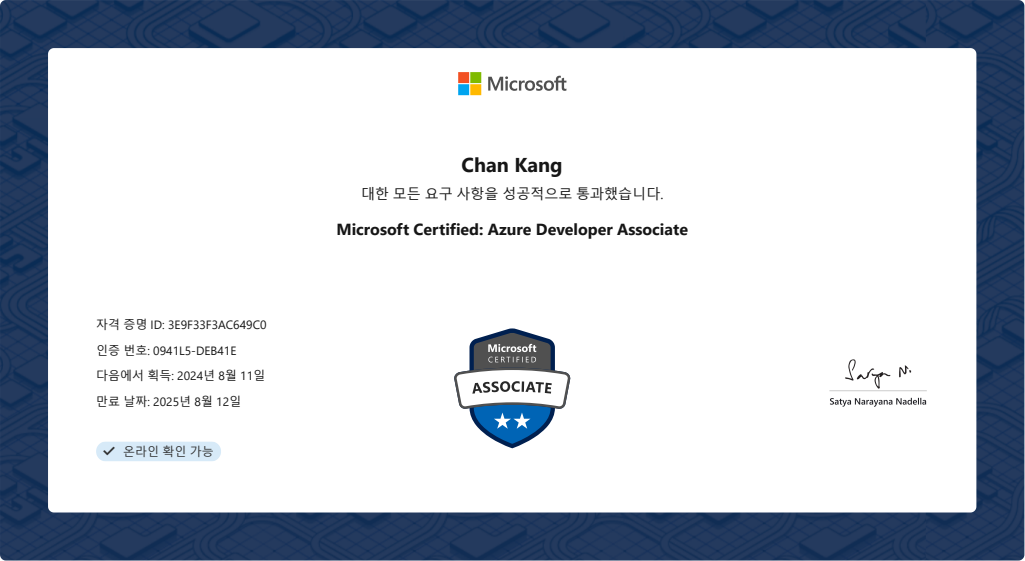 Microsoft
Chan Kang
대한 모든 요구 사항을 성공적으로 통과했습니다.
Microsoft Certified: Azure Developer Associate
자격 증명 ID: 3E9F33F3AC649C0
인증 번호: 0941L5-DEB41E
다음에서 획득: 2024년 8월 11일
만료 날짜: 2025년 8월 12일
온라인 확인 가능
Microsoft
CERTIFIED
ASSOCIATE
Satya N.
Satya Narayana Nadella